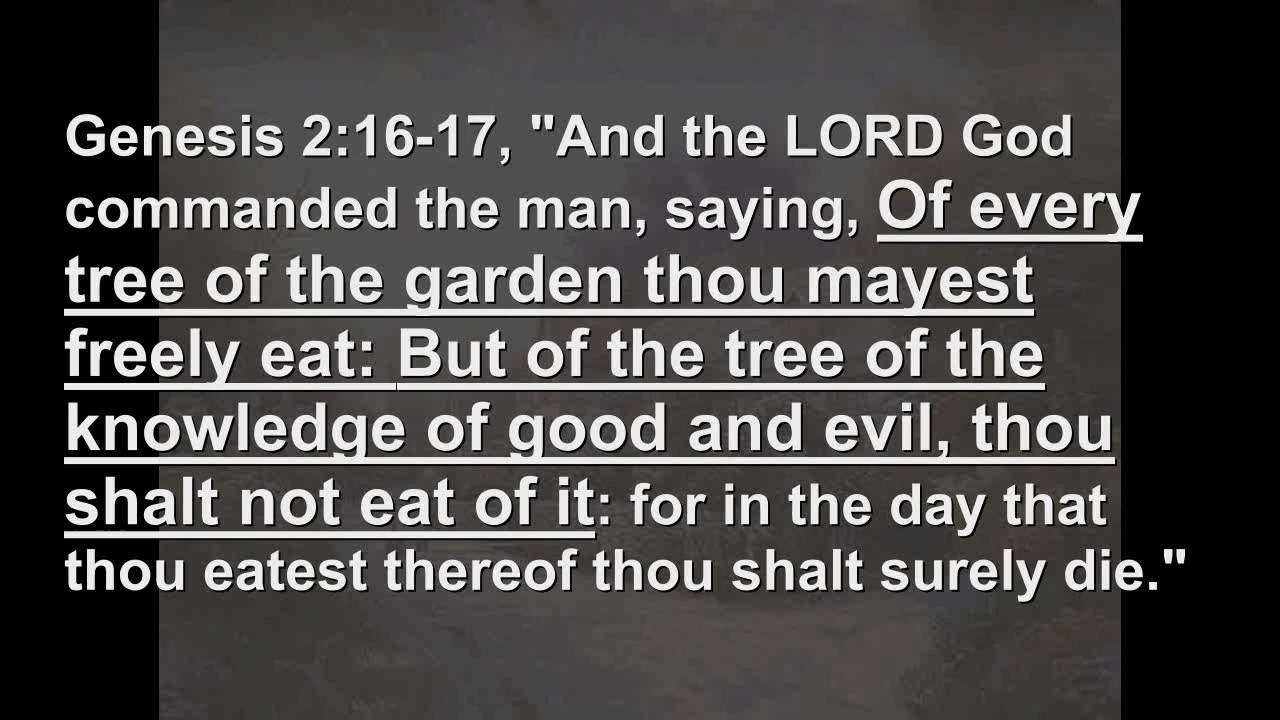 Genesis 2:16-17, "And the LORD God
commanded the man, saying, Of every
tree of the garden thou mayest
freely eat: But of the tree of the
knowledge of good and evil, thou
shalt not eat of it: for in the day that
thou eatest thereof thou shalt surely die."